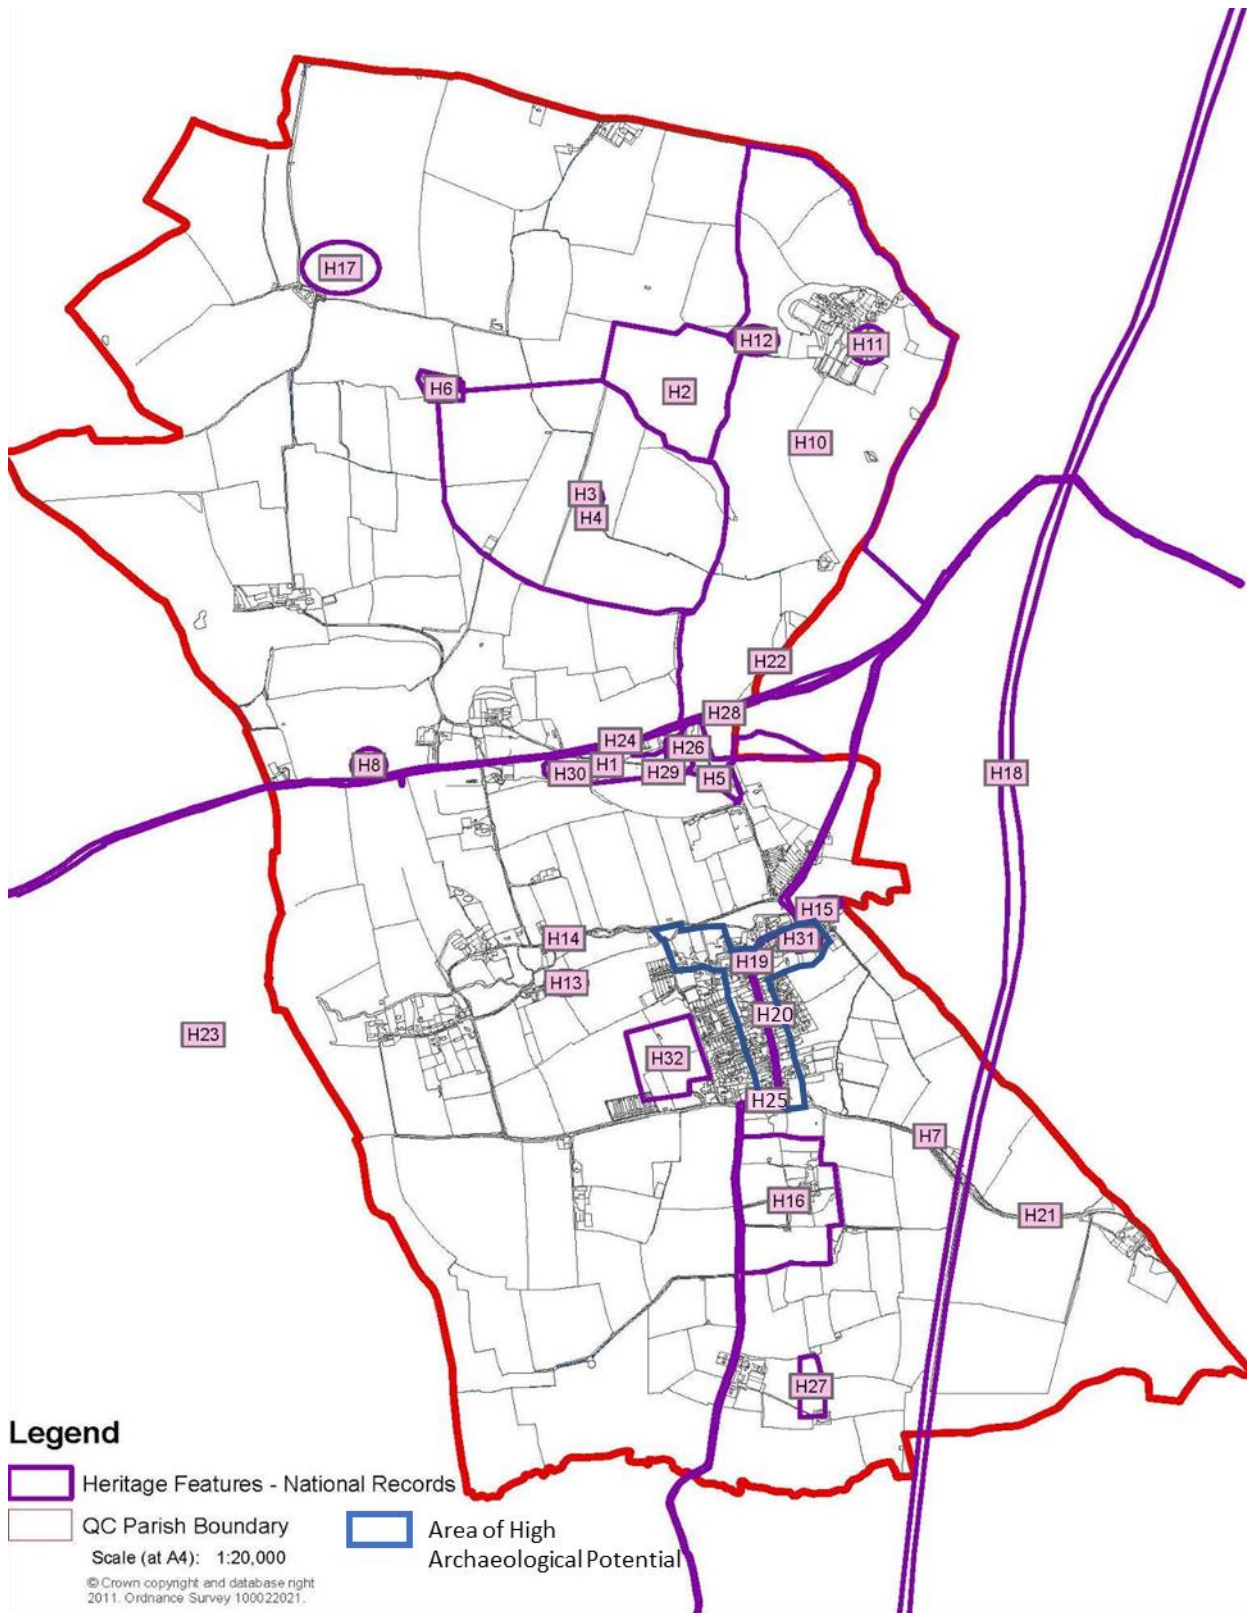 H17
H12
H11
H6
H2
H10
H3
H4
H22
H28
H24
H26
H8
H1
H30
H29
H5
H18
H15
H14
H31
H19
H13
H20
H23
H32
H25
H7
H16
H21
H27
Legend
Heritage Features - National Records
QC Parish Boundary
Area of High
Archaeological Potential
Scale (at A4): 1:20,000
© Crown copyright and database right
2011. Ordnance Survey 100022021.